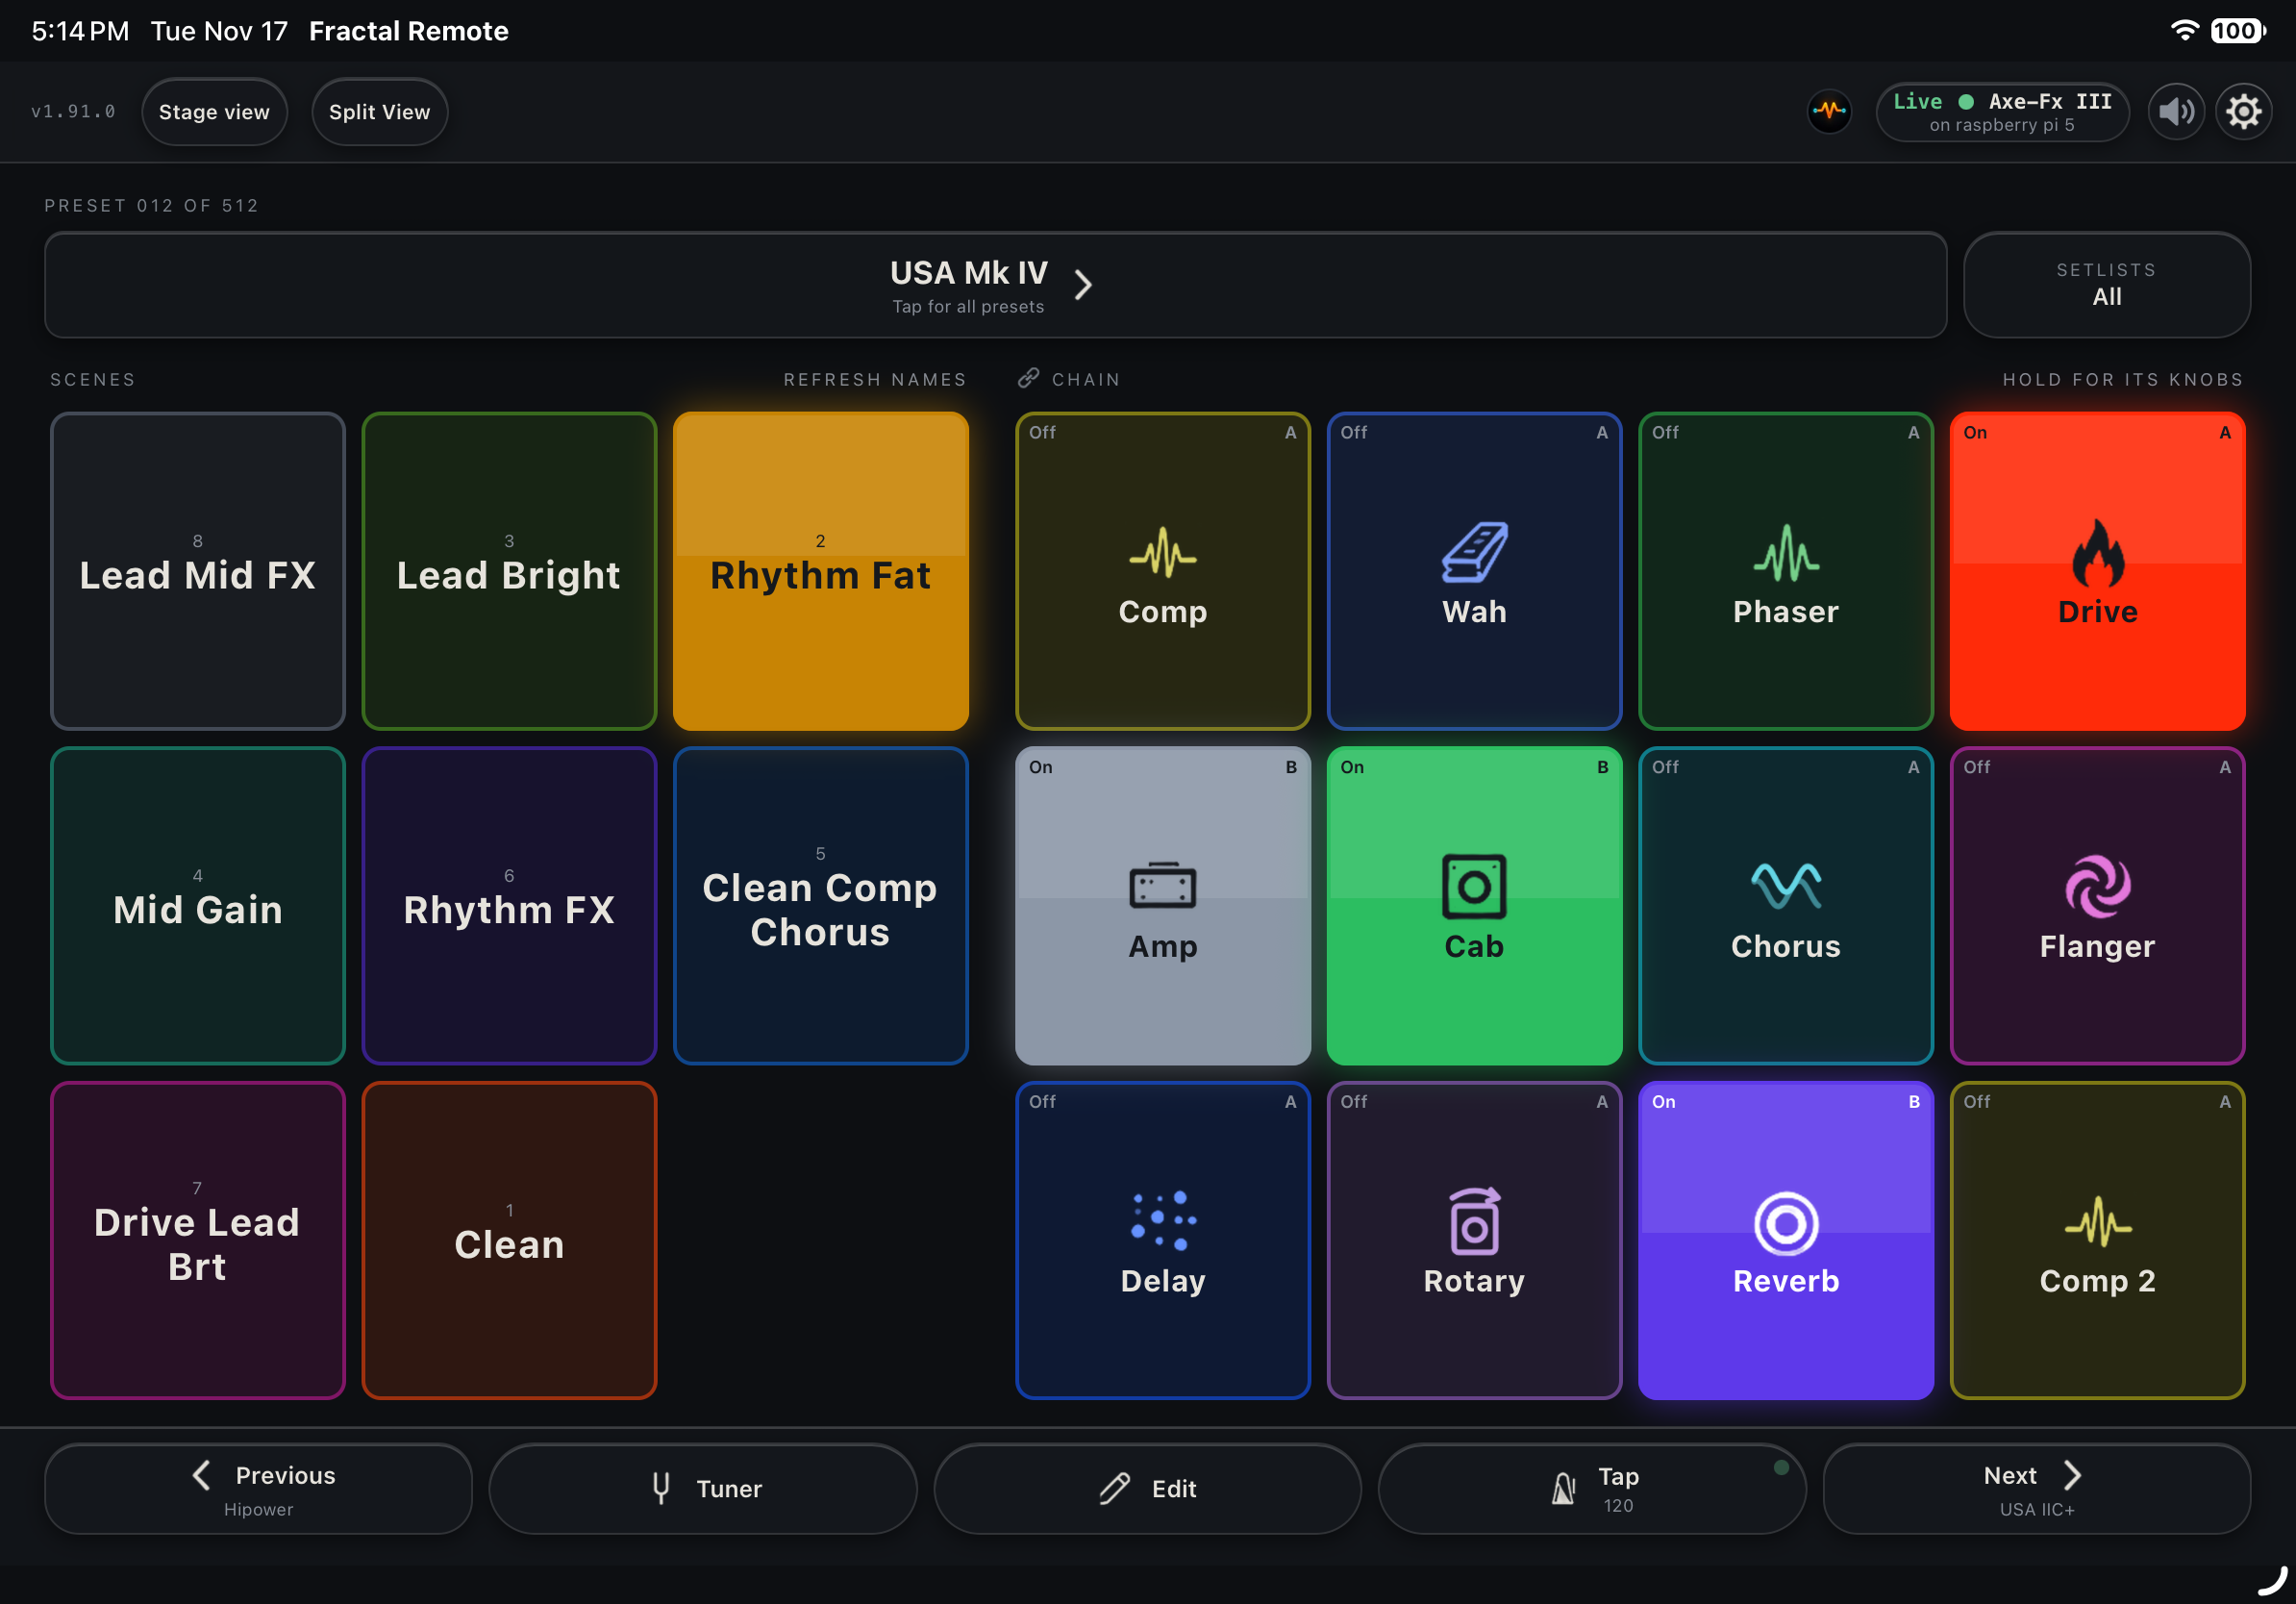 5:14 PM Tue Nov 17 Fractal Remote
100
v1.91.0
Stage view
Split View
Live Axe-Fx III
on raspberry pi 5
PRESET 012 OF 512
USA Mk IV
Tap for all presets
SETLISTS
All
SCENES
REFRESH NAMES
8
Lead Mid FX
3
Lead Bright
2
Rhythm Fat
4
Mid Gain
6
Rhythm FX
5
Clean Comp
Chorus
7
Drive Lead
Brt
1
Clean
CHAIN
HOLD FOR ITS KNOBS
Off A
Comp
Off A
Wah
Off A
Phaser
On A
Drive
On B
Amp
On B
Cab
Off A
Chorus
Off A
Flanger
Off A
Delay
Off A
Rotary
On B
Reverb
Off A
Comp 2
Previous
Hipower
Tuner
Edit
Tap
120
Next
USA IIC+